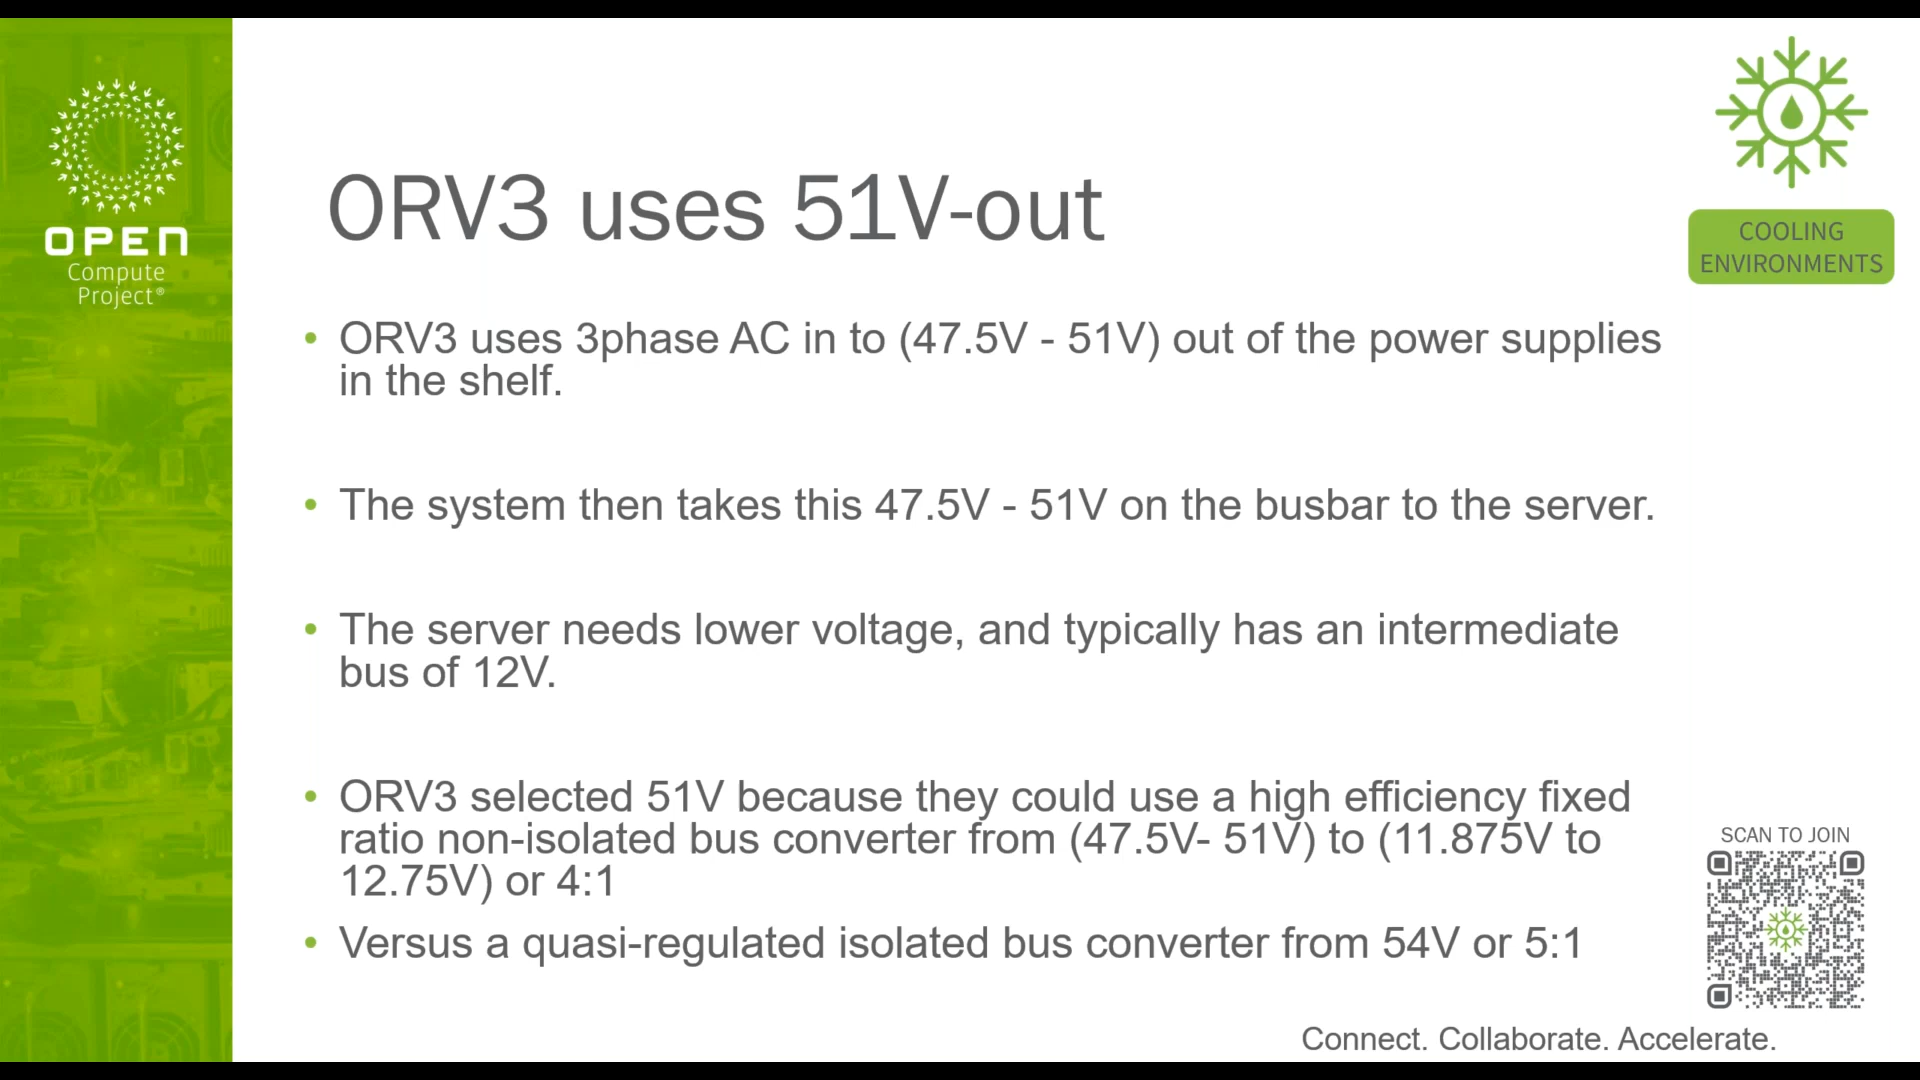 OPEN
Compute
Project®
COOLING
ENVIRONMENTS
ORV3 uses 51V-out
• ORV3 uses 3phase AC in to (47.5V - 51V) out of the power supplies
in the shelf.
• The system then takes this 47.5V - 51V on the busbar to the server.
• The server needs lower voltage, and typically has an intermediate
bus of 12V.
• ORV3 selected 51V because they could use a high efficiency fixed
ratio non-isolated bus converter from (47.5V- 51V) to (11.875V to
12.75V) or 4:1
• Versus a quasi-regulated isolated bus converter from 54V or 5:1
SCAN TO JOIN
Connect. Collaborate. Accelerate.